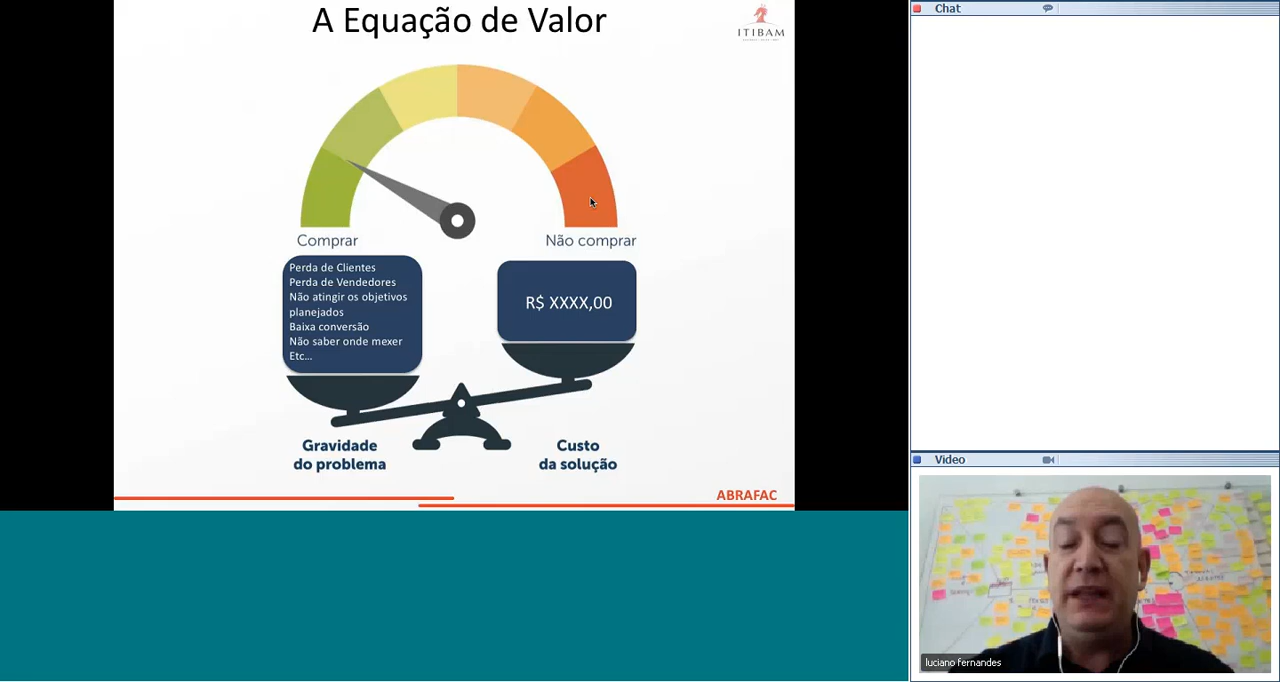 A Equação de Valor
ITIBAM
Comprar
Não comprar
Perda de Clientes
Perda de Vendedores
Não atingir os objetivos
planejados
Baixa conversão
Não saber onde mexer
Etc...
R$ XXXX,00
Gravidade
do problema
Custo
da solução
ABRAFAC
Chat
Video
luciano fernandes